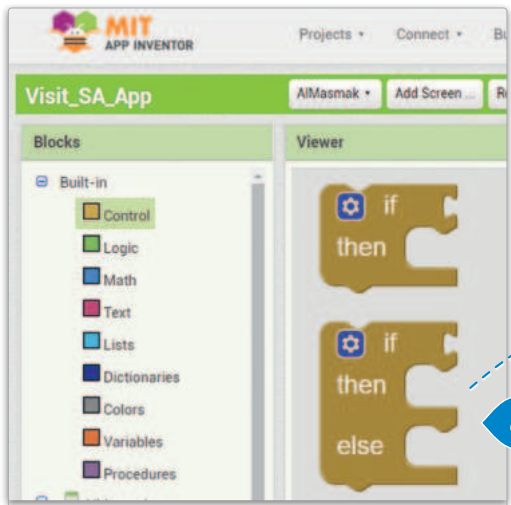 MIT
APP INVENTOR
Projects
Connect
Visit_SA_App
AlMasmak
Add Screen ...
Blocks
Viewer
Built-in
Control
Logic
Math
Text
Lists
Dictionaries
Colors
Variables
Procedures
if
then
if
then
else